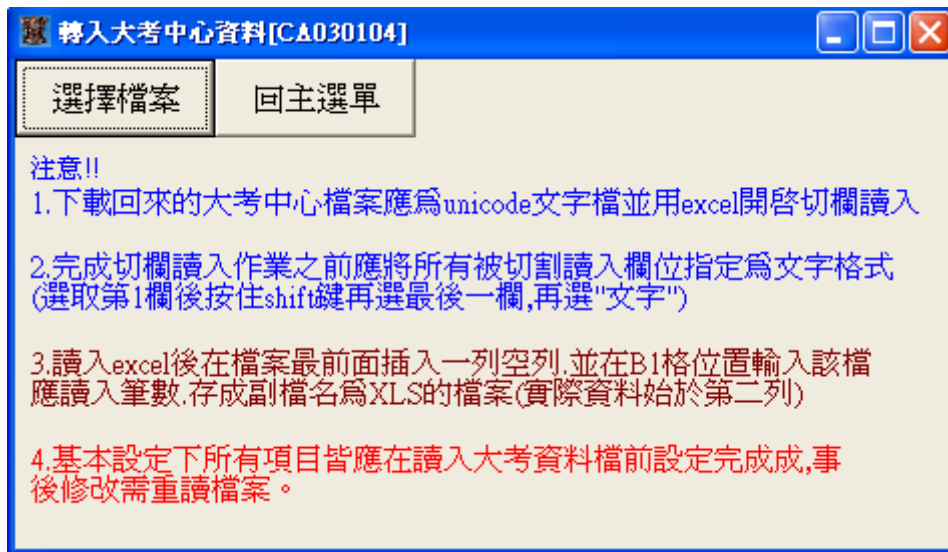 轉入大考中心資料[CA030104]
選擇檔案
回主選單
注意!!
1.下載回來的大考中心檔案應為unicode文字檔並用excel開啓切欄讀入
2.完成切欄讀入作業之前應將所有被切割讀入欄位指定為文字格式
(選取第1欄後按住shift鍵再選最後一欄,再選"文字")
3.讀入excel後在檔案最前面插入一列空列.並在B1格位置輸入該檔
應讀入筆數.存成副檔名為XLS的檔案(實際資料始於第二列)
4.基本設定下所有項目皆應在讀入大考資料檔前設定完成成,事
後修改需重讀檔案。